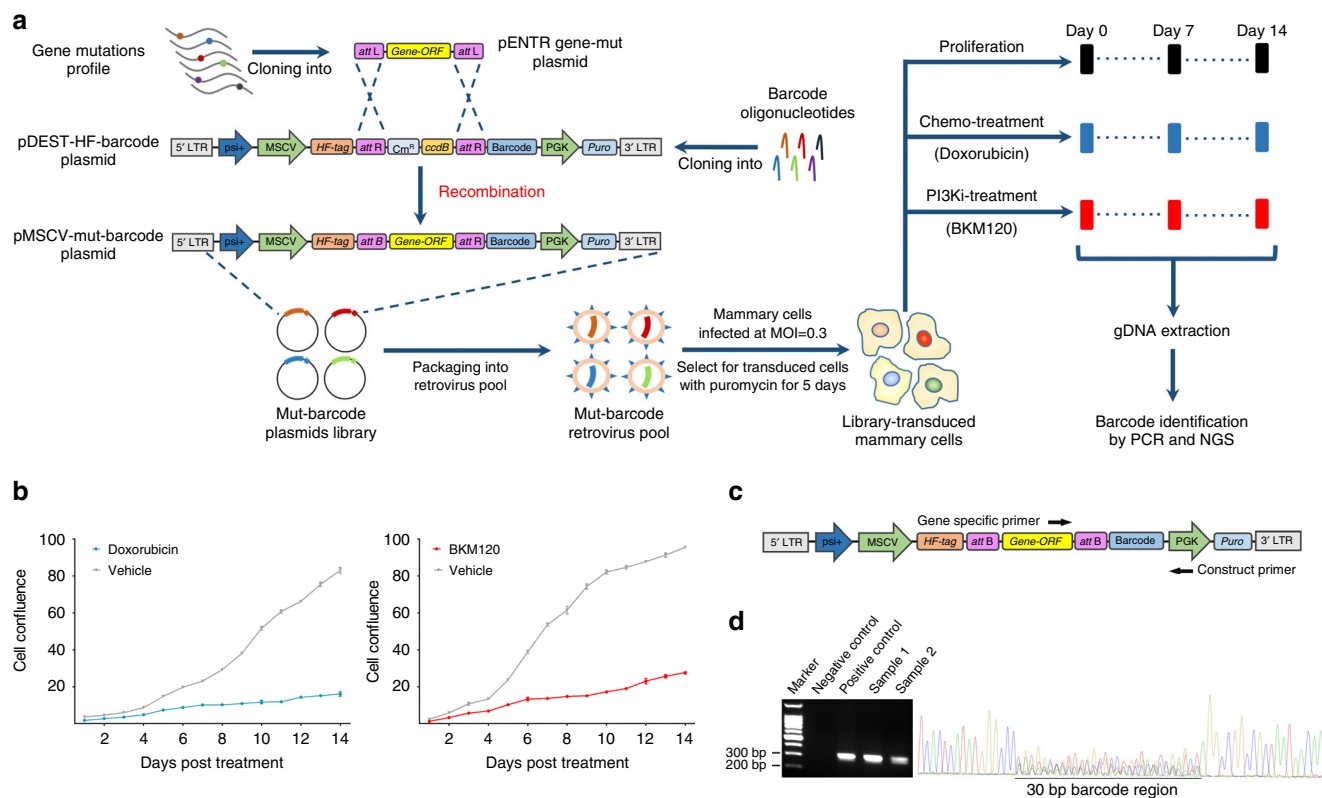 a
Gene mutations
profile
Cloning into
att L
Gene-ORF
att L
pENTR gene-mut
plasmid
Barcode
oligonucleotides
Cloning into
pDEST-HF-barcode
plasmid
5′ LTR
psi+
MSCV
HF-tag
att R
CmR
ccdB
att R
Barcode
PGK
Puro
3′ LTR
Recombination
pMSCV-mut-barcode
plasmid
5′ LTR
psi+
MSCV
HF-tag
att B
Gene-ORF
att R
Barcode
PGK
Puro
3′ LTR
Mut-barcode
plasmids library
Packaging into
retrovirus pool
Mut-barcode
retrovirus pool
Mammary cells
infected at MOI=0.3
Select for transduced cells
with puromycin for 5 days
Library-transduced
mammary cells
Day 0
Day 7
Day 14
Proliferation
Chemo-treatment
(Doxorubicin)
PI3Ki-treatment
(BKM120)
gDNA extraction
Barcode identification
by PCR and NGS
b
Cell confluence
100
80
60
40
20
Doxorubicin
Vehicle
2 4 6 8 10 12 14
Days post treatment
Cell confluence
100
80
60
40
20
BKM120
Vehicle
2 4 6 8 10 12 14
Days post treatment
c
Gene specific primer
5′ LTR
psi+
MSCV
HF-tag
att B
Gene-ORF
att B
Barcode
PGK
Puro
3′ LTR
Construct primer
d
Marker
Negative control
Positive control
Sample 1
Sample 2
300 bp
200 bp
30 bp barcode region